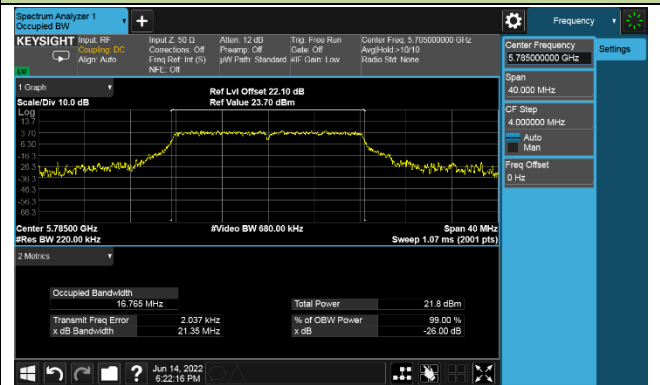 Spectrum Analyzer 1
Occupied BW
Frequency
KEYSIGHT
Input: RF
Coupling: DC
Align: Auto
Input Z: 50 Ω
Corrections: Off
Freq Ref: Int (S)
NFE: Off
Atten: 12 dB
Preamp: Off
µW Path: Standard
Trig: Free Run
Gate: Off
#IF Gain: Low
Center Freq: 5.785000000 GHz
Avg|Hold:>10/10
Radio Std: None
Center Frequency
5.785000000 GHz
Settings
Span
40.000 MHz
CF Step
4.000000 MHz
Auto
Man
Freq Offset
0 Hz
1 Graph
Scale/Div 10.0 dB
Ref Lvl Offset 22.10 dB
Ref Value 23.70 dBm
Log
13.7
3.70
-6.30
-16.3
-26.3
-36.3
-46.3
-56.3
-66.3
Center 5.78500 GHz
#Res BW 220.00 kHz
#Video BW 680.00 kHz
Span 40 MHz
Sweep 1.07 ms (2001 pts)
2 Metrics
Occupied Bandwidth
16.765 MHz
Total Power 21.8 dBm
Transmit Freq Error 2.037 kHz
% of OBW Power 99.00 %
x dB Bandwidth 21.35 MHz
x dB -26.00 dB
Jun 14, 2022
6:22:16 PM